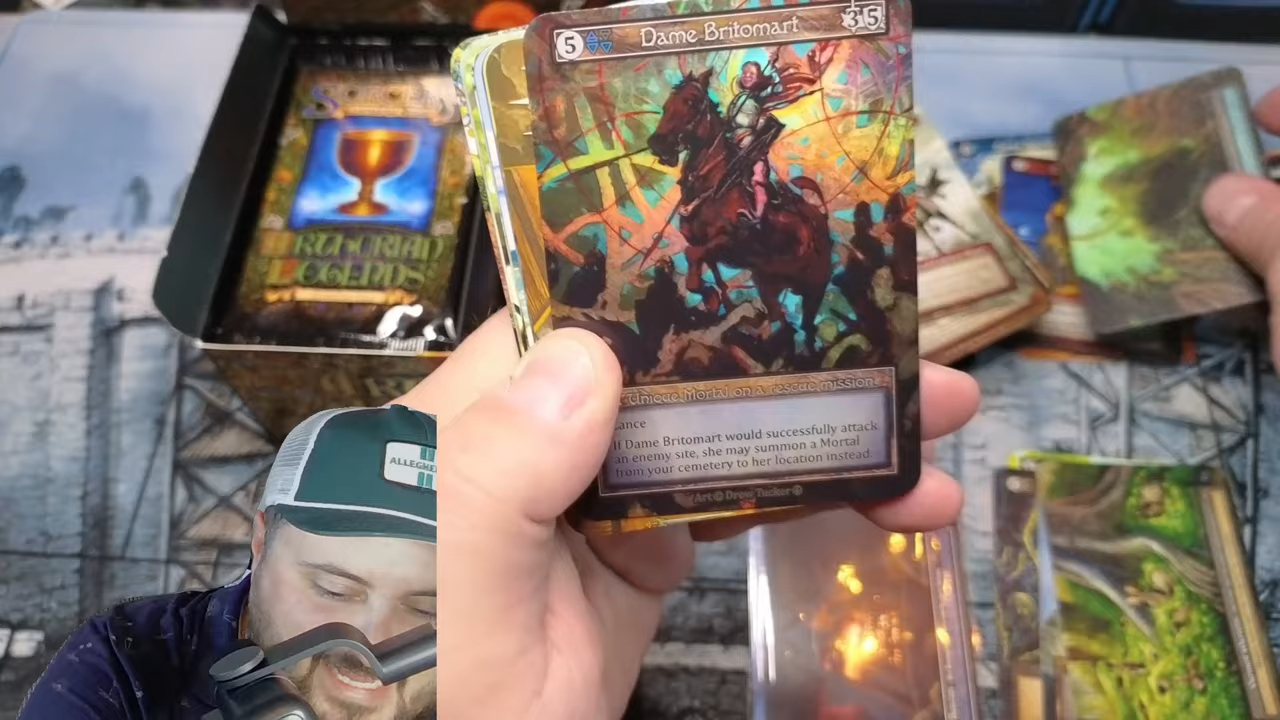 5
Dame Britomart
3 5
Unique Mortal on a rescue mission
Lance
If Dame Britomart would successfully attack
an enemy site, she may summon a Mortal
from your cemetery to her location instead.
Art © Drew Tucker
ARTHURIAN
LEGENDS
ALLEGHE